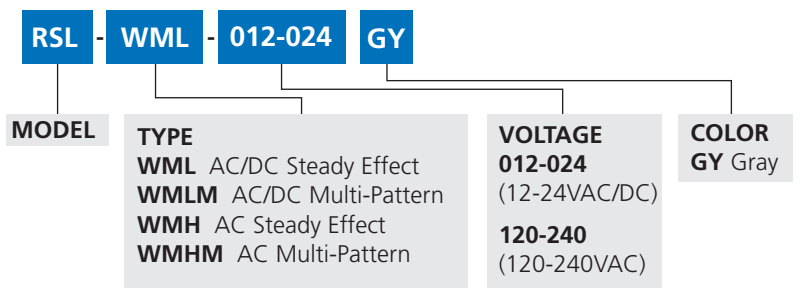 RSL - WML - 012-024 GY
MODEL
TYPE
WML AC/DC Steady Effect
WMLM AC/DC Multi-Pattern
WMH AC Steady Effect
WMHM AC Multi-Pattern
VOLTAGE
012-024
(12-24VAC/DC)
120-240
(120-240VAC)
COLOR
GY Gray